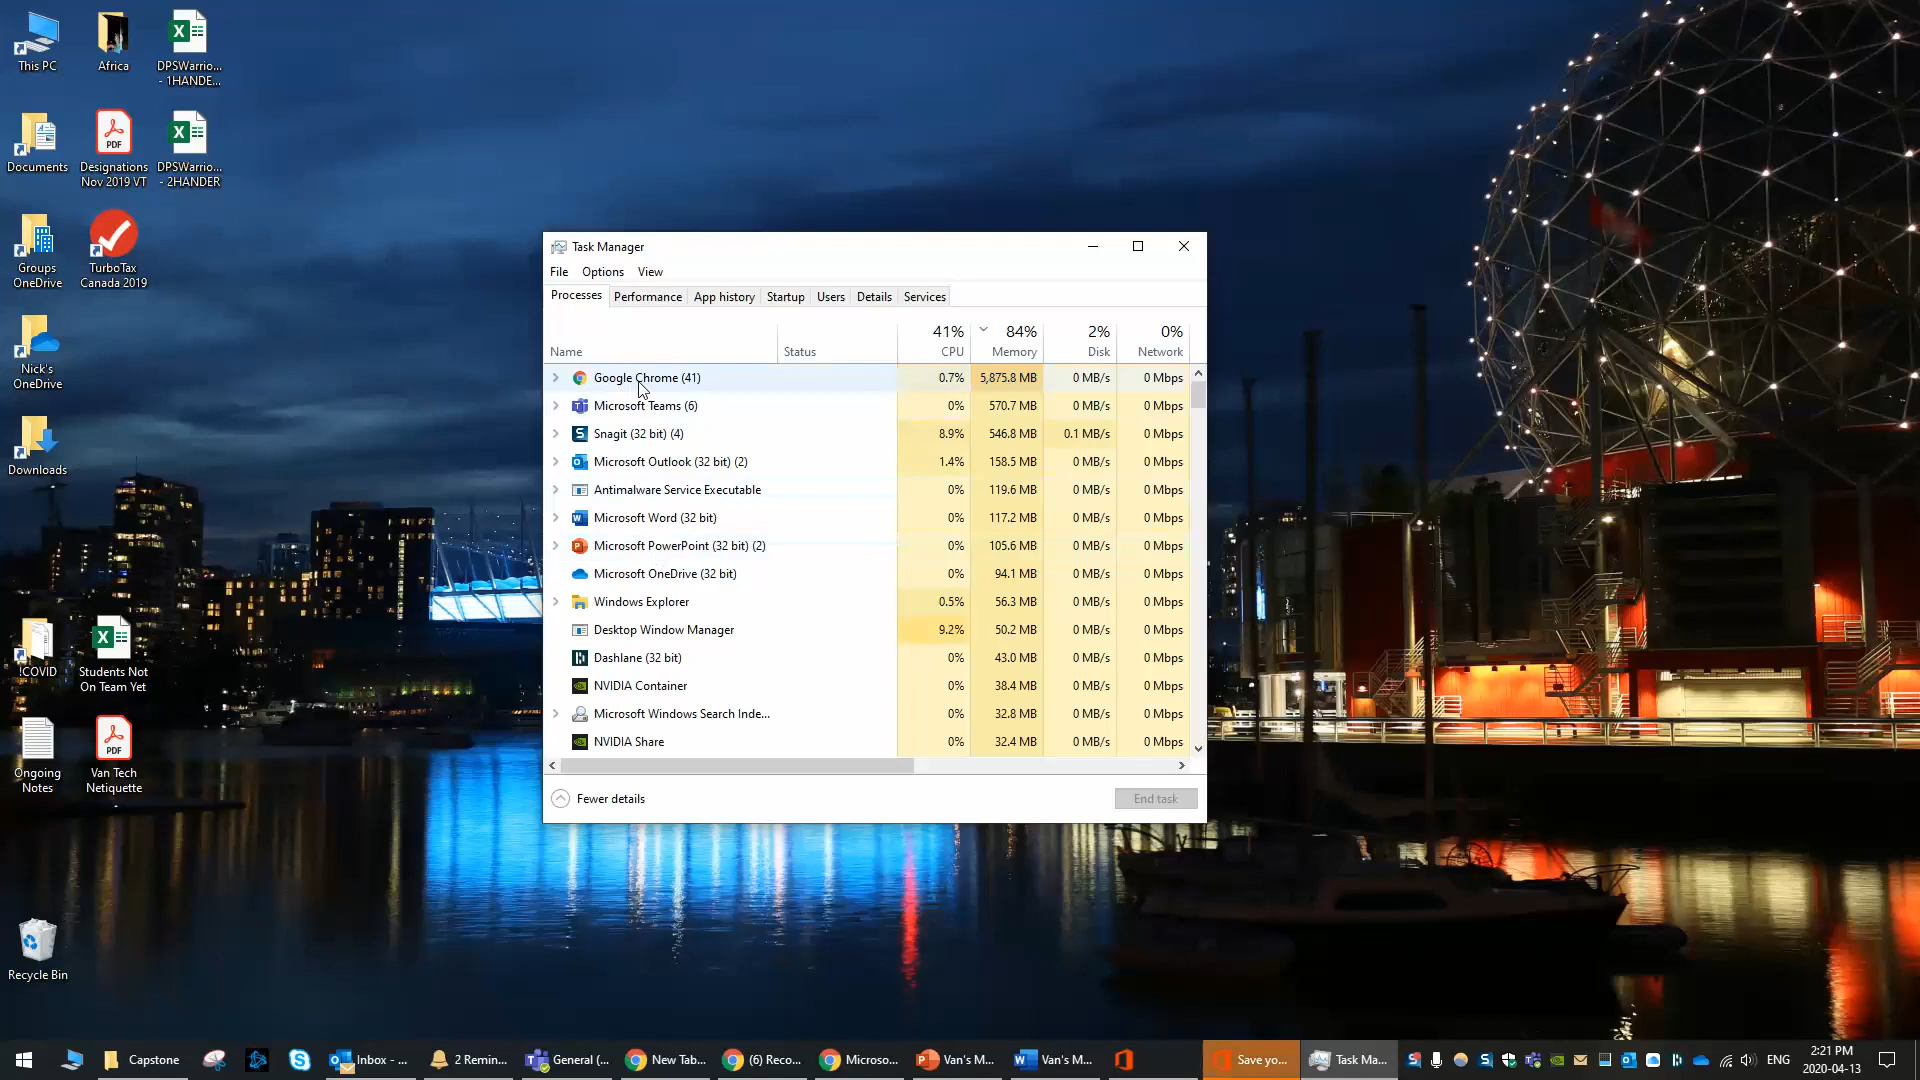 This PC
Africa
DPSWarrio...
- 1HANDE...
Documents
PDF
Designations
Nov 2019 VT
DPSWarrio...
- 2HANDER
Groups
OneDrive
TurboTax
Canada 2019
Nick's
OneDrive
Downloads
!COVID
Students Not
On Team Yet
Ongoing
Notes
PDF
Van Tech
Netiquette
Recycle Bin
Task Manager
File Options View
Processes Performance App history Startup Users Details Services
41% 84% 2% 0%
Name Status CPU Memory Disk Network
Google Chrome (41) 0.7% 5,875.8 MB 0 MB/s 0 Mbps
Microsoft Teams (6) 0% 570.7 MB 0 MB/s 0 Mbps
Snagit (32 bit) (4) 8.9% 546.8 MB 0.1 MB/s 0 Mbps
Microsoft Outlook (32 bit) (2) 1.4% 158.5 MB 0 MB/s 0 Mbps
Antimalware Service Executable 0% 119.6 MB 0 MB/s 0 Mbps
Microsoft Word (32 bit) 0% 117.2 MB 0 MB/s 0 Mbps
Microsoft PowerPoint (32 bit) (2) 0% 105.6 MB 0 MB/s 0 Mbps
Microsoft OneDrive (32 bit) 0% 94.1 MB 0 MB/s 0 Mbps
Windows Explorer 0.5% 56.3 MB 0 MB/s 0 Mbps
Desktop Window Manager 9.2% 50.2 MB 0 MB/s 0 Mbps
Dashlane (32 bit) 0% 43.0 MB 0 MB/s 0 Mbps
NVIDIA Container 0% 38.4 MB 0 MB/s 0 Mbps
Microsoft Windows Search Inde... 0% 32.8 MB 0 MB/s 0 Mbps
NVIDIA Share 0% 32.4 MB 0 MB/s 0 Mbps
Fewer details
End task
Capstone Inbox - ... 2 Remin... General (... New Tab... (6) Reco... Microso... Van's M... Van's M... Save yo... Task Ma... ENG
2:21 PM
2020-04-13